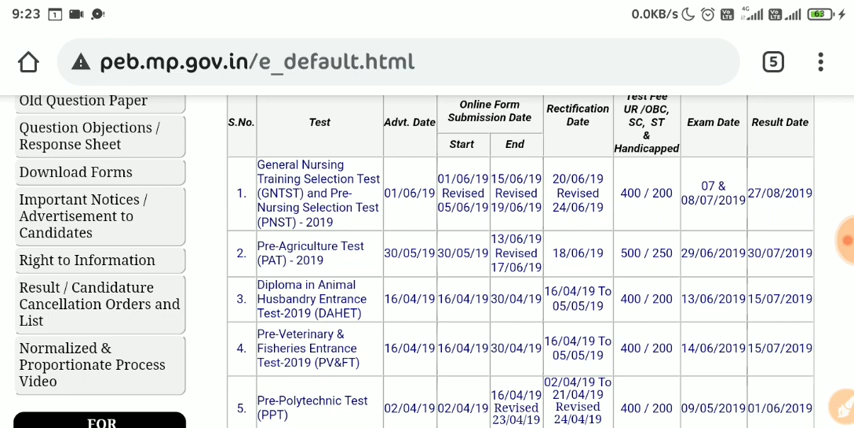 9:23
0.0KB/s
4G
63
peb.mp.gov.in/e_default.html
5
Old Question Paper
Question Objections /
Response Sheet
Download Forms
Important Notices /
Advertisement to
Candidates
Right to Information
Result / Candidature
Cancellation Orders and
List
Normalized &
Proportionate Process
Video
FOR
S.No.
Test
Advt. Date
Online Form
Submission Date
Start
End
Rectification
Date
Test Fee
UR /OBC,
SC, ST
&
Handicapped
Exam Date
Result Date
1.
General Nursing
Training Selection Test
(GNTST) and Pre-
Nursing Selection Test
(PNST) - 2019
01/06/19
01/06/19
Revised
05/06/19
15/06/19
Revised
19/06/19
20/06/19
Revised
24/06/19
400 / 200
07 &
08/07/2019
27/08/2019
2.
Pre-Agriculture Test
(PAT) - 2019
30/05/19
30/05/19
13/06/19
Revised
17/06/19
18/06/19
500 / 250
29/06/2019
30/07/2019
3.
Diploma in Animal
Husbandry Entrance
Test-2019 (DAHET)
16/04/19
16/04/19
30/04/19
16/04/19 To
05/05/19
400 / 200
13/06/2019
15/07/2019
4.
Pre-Veterinary &
Fisheries Entrance
Test-2019 (PV&FT)
16/04/19
16/04/19
30/04/19
16/04/19 To
05/05/19
400 / 200
14/06/2019
15/07/2019
5.
Pre-Polytechnic Test
(PPT)
02/04/19
02/04/19
16/04/19
Revised
23/04/19
02/04/19 To
21/04/19
Revised
24/04/19
400 / 200
09/05/2019
01/06/2019